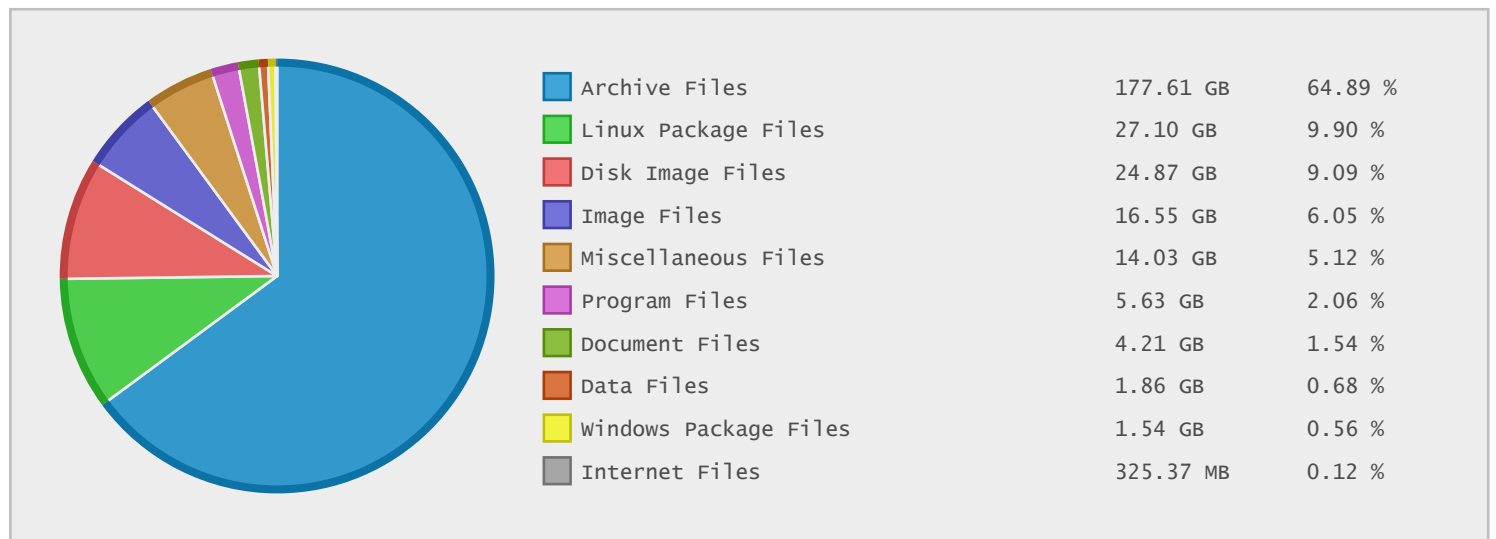 Archive Files 177.61 GB 64.89 %
Linux Package Files 27.10 GB 9.90 %
Disk Image Files 24.87 GB 9.09 %
Image Files 16.55 GB 6.05 %
Miscellaneous Files 14.03 GB 5.12 %
Program Files 5.63 GB 2.06 %
Document Files 4.21 GB 1.54 %
Data Files 1.86 GB 0.68 %
Windows Package Files 1.54 GB 0.56 %
Internet Files 325.37 MB 0.12 %